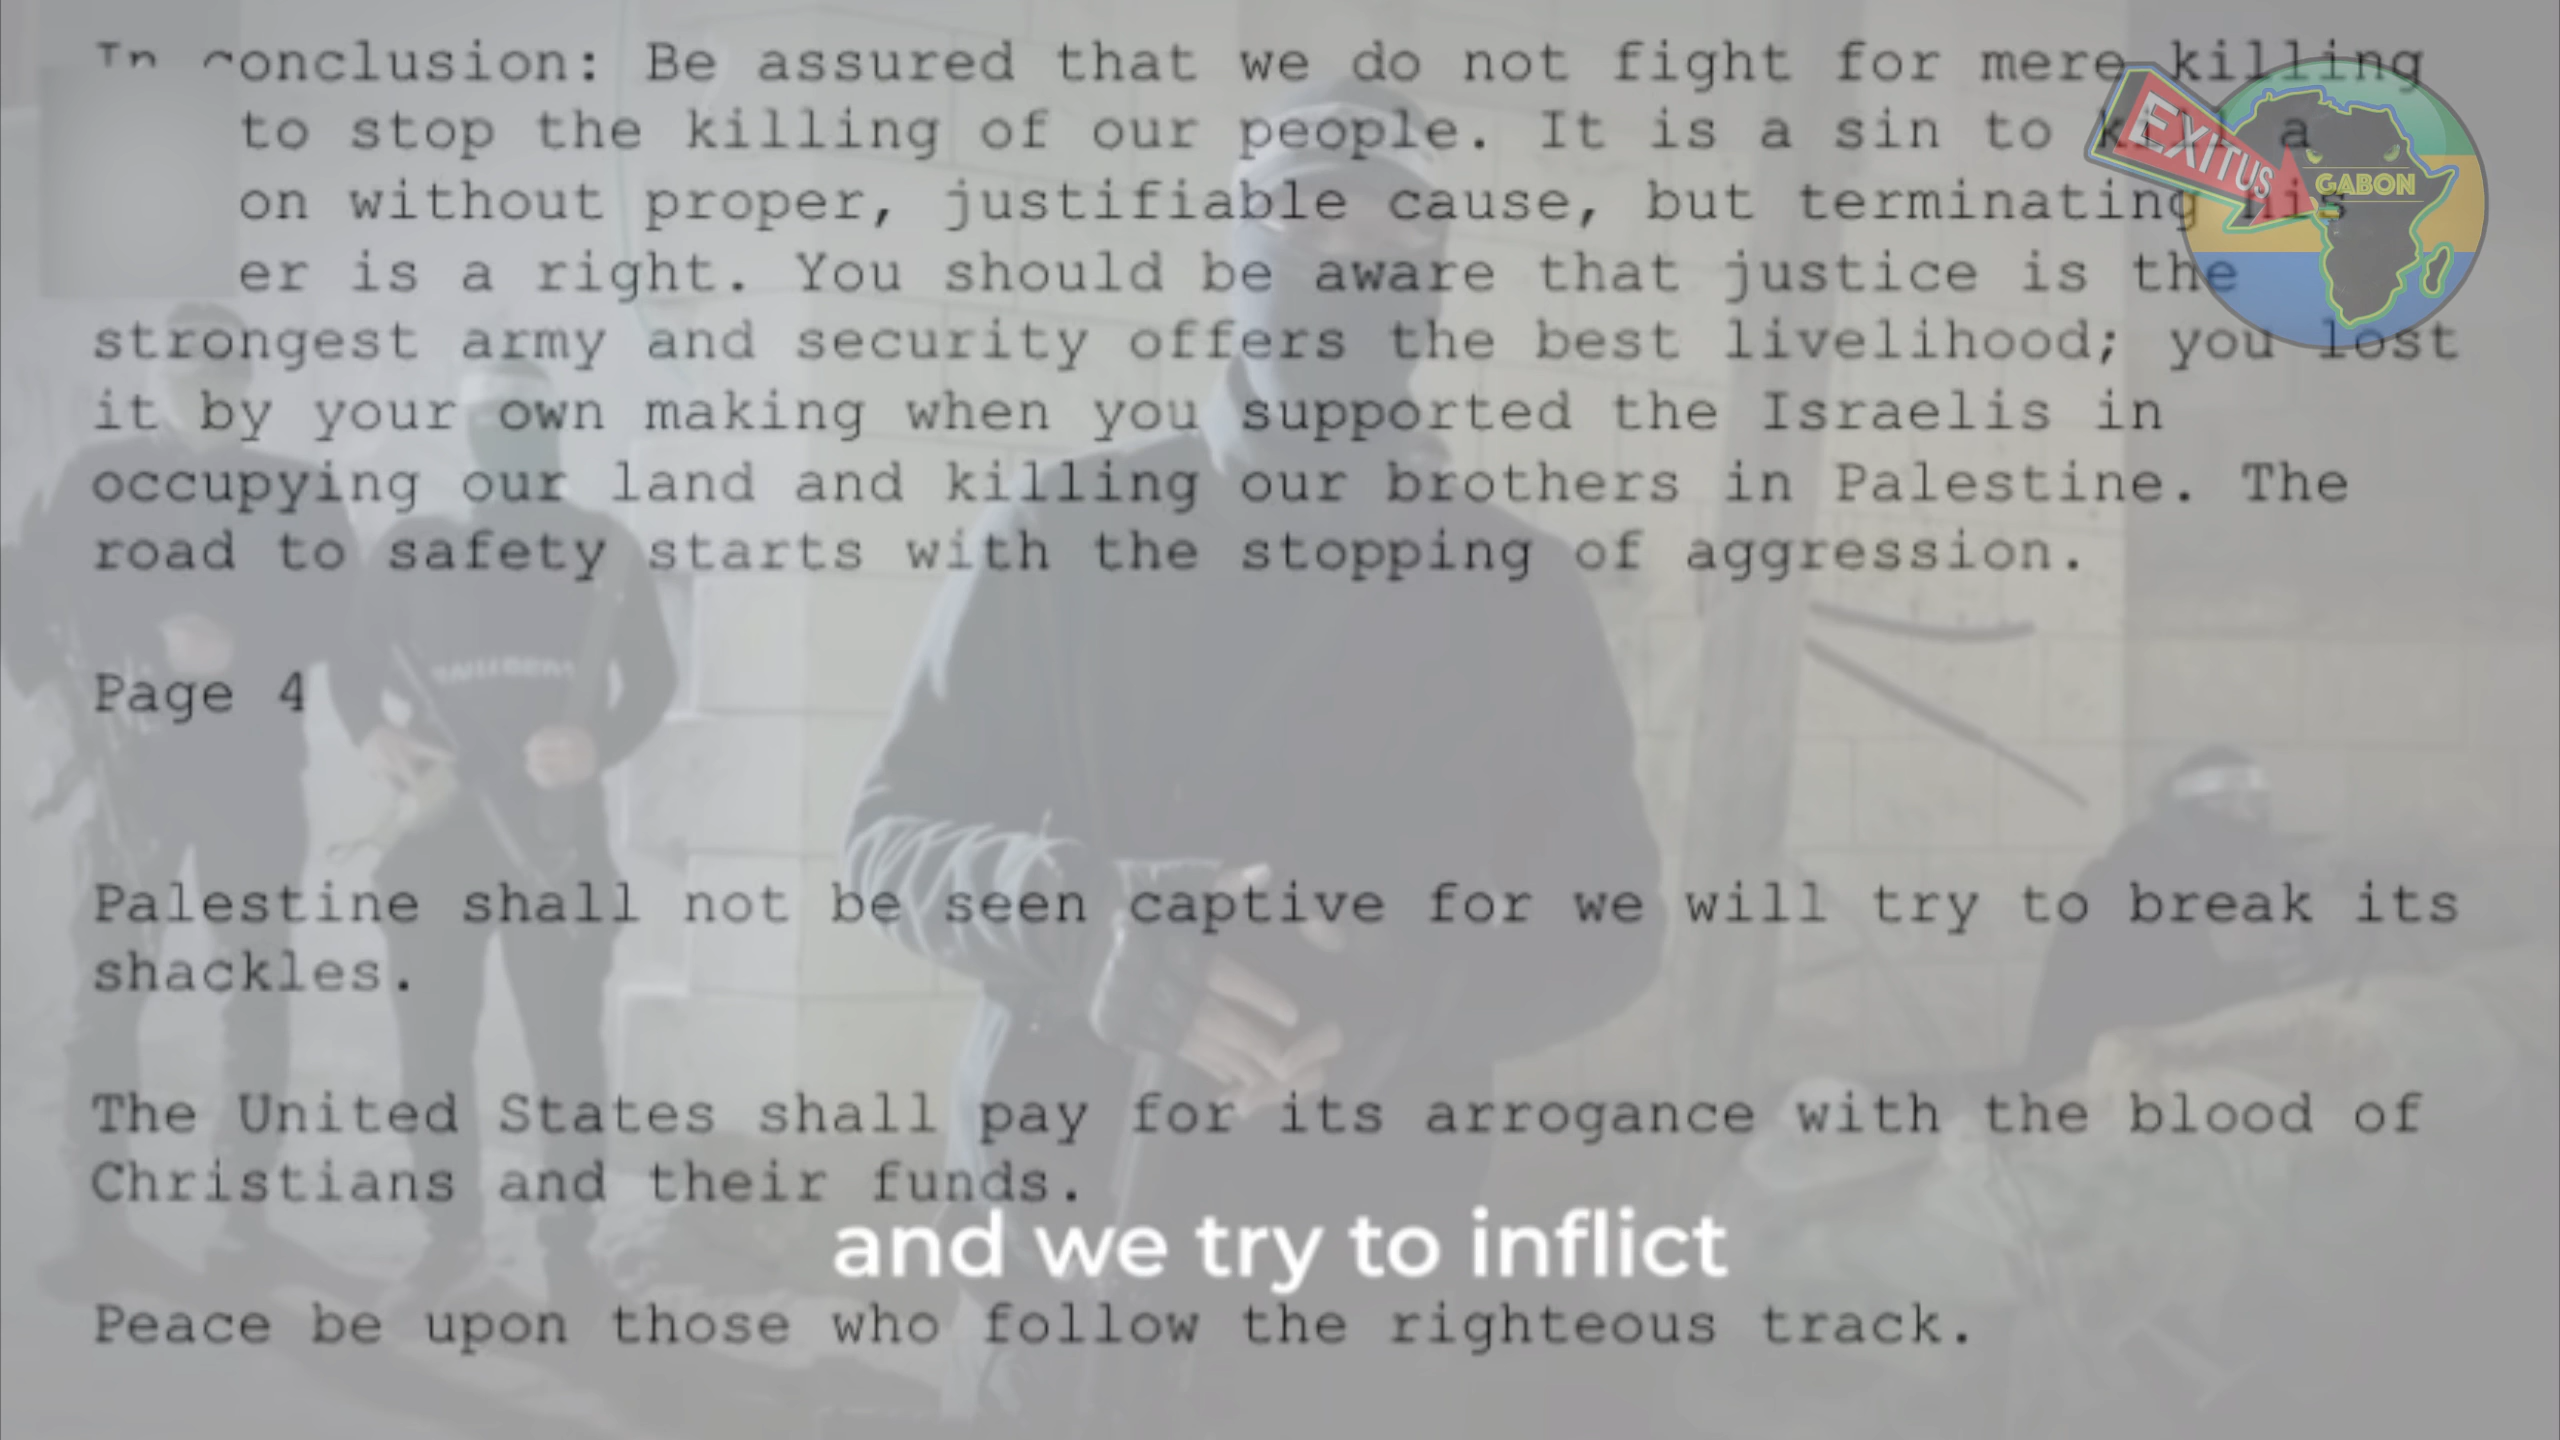 In conclusion: Be assured that we do not fight for mere killing
to stop the killing of our people. It is a sin to kill a
on without proper, justifiable cause, but terminating his
er is a right. You should be aware that justice is the
strongest army and security offers the best livelihood; you lost
it by your own making when you supported the Israelis in
occupying our land and killing our brothers in Palestine. The
road to safety starts with the stopping of aggression.
Page 4
Palestine shall not be seen captive for we will try to break its
shackles.
The United States shall pay for its arrogance with the blood of
Christians and their funds.
and we try to inflict
Peace be upon those who follow the righteous track.
EXITUS
GABON